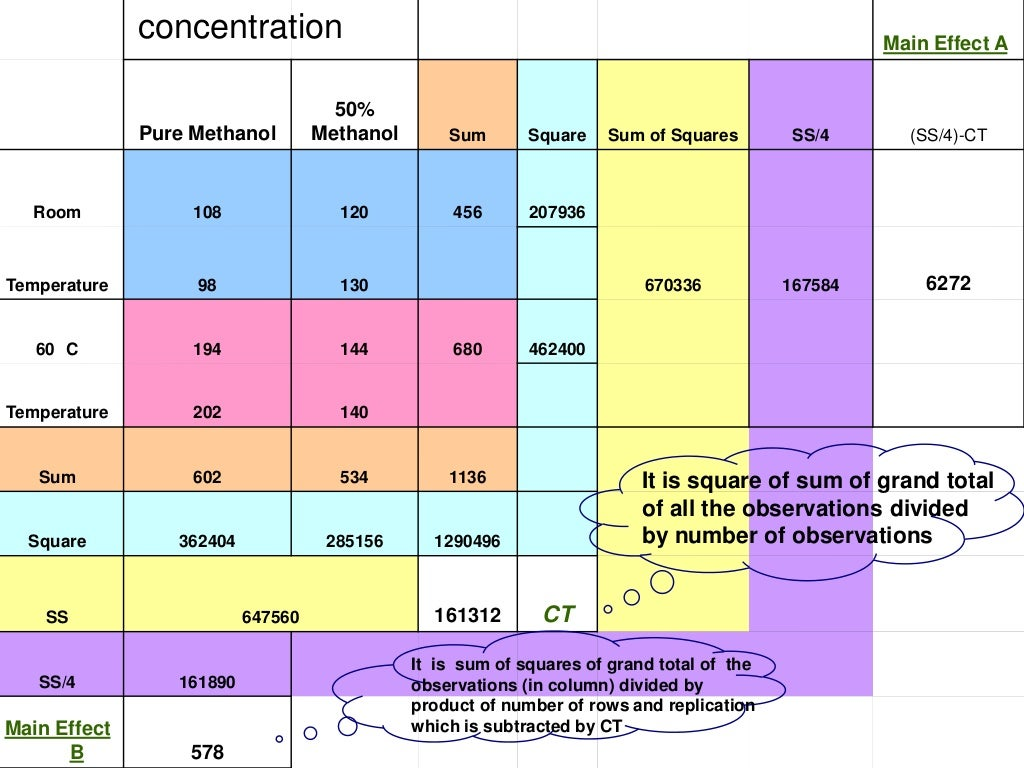 concentration
Main Effect A
50%
Pure Methanol Methanol Sum Square Sum of Squares SS/4 (SS/4)-CT
Room 108 120 456 207936
Temperature 98 130 670336 167584 6272
60 C 194 144 680 462400
Temperature 202 140
Sum 602 534 1136
It is square of sum of grand total
of all the observations divided
by number of observations
Square 362404 285156 1290496
SS 647560 161312 CT
SS/4 161890
It is sum of squares of grand total of the
observations (in column) divided by
product of number of rows and replication
which is subtracted by CT
Main Effect
B 578